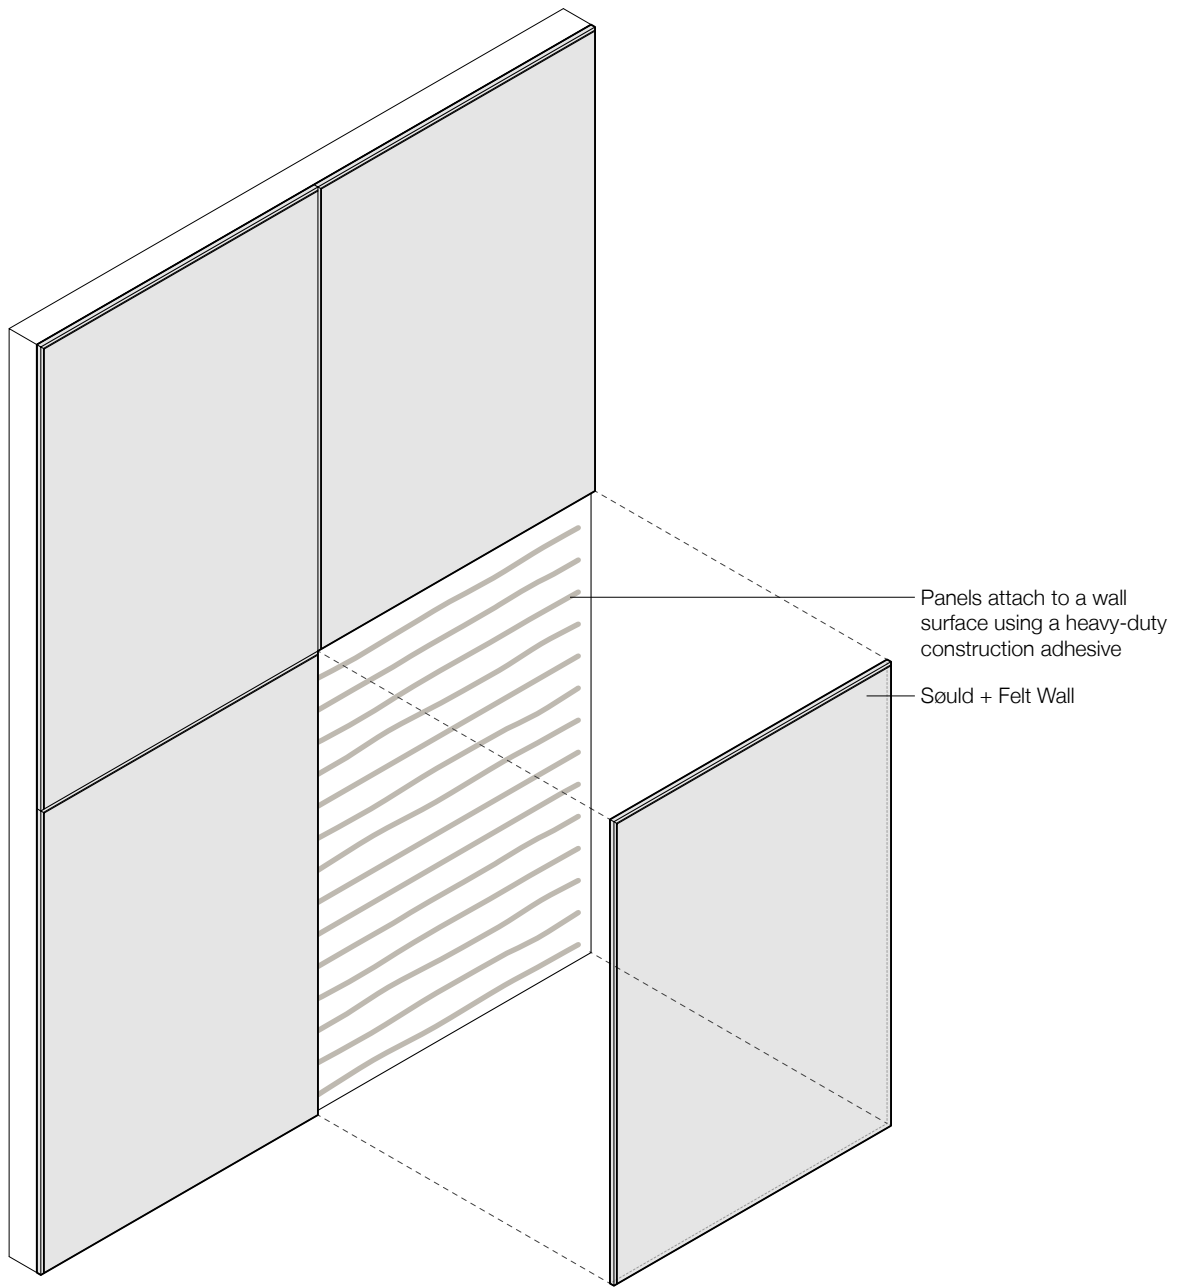 Panels attach to a wall
surface using a heavy-duty
construction adhesive
Søuld + Felt Wall